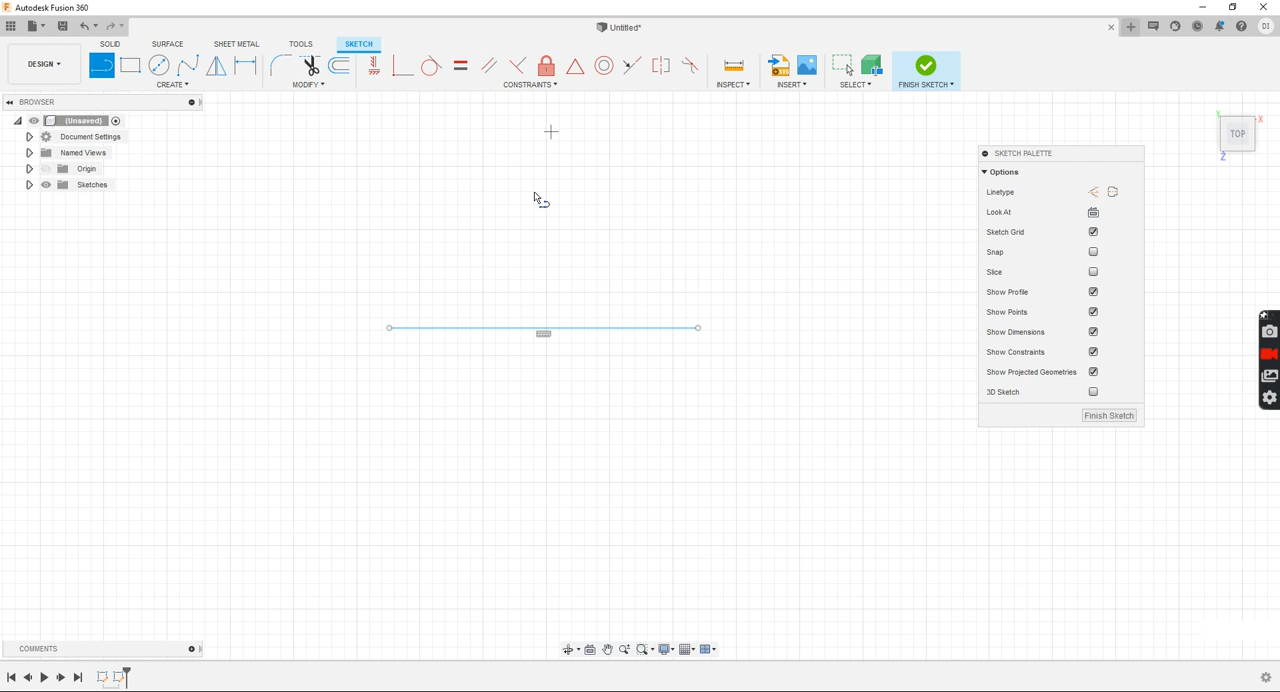 Autodesk Fusion 360
Untitled*
DI
DESIGN
SOLID
SURFACE
SHEET METAL
TOOLS
SKETCH
CREATE
MODIFY
CONSTRAINTS
INSPECT
INSERT
SELECT
FINISH SKETCH
BROWSER
(Unsaved)
Document Settings
Named Views
Origin
Sketches
TOP
X
Y
Z
SKETCH PALETTE
Options
Linetype
Look At
Sketch Grid
Snap
Slice
Show Profile
Show Points
Show Dimensions
Show Constraints
Show Projected Geometries
3D Sketch
Finish Sketch
COMMENTS